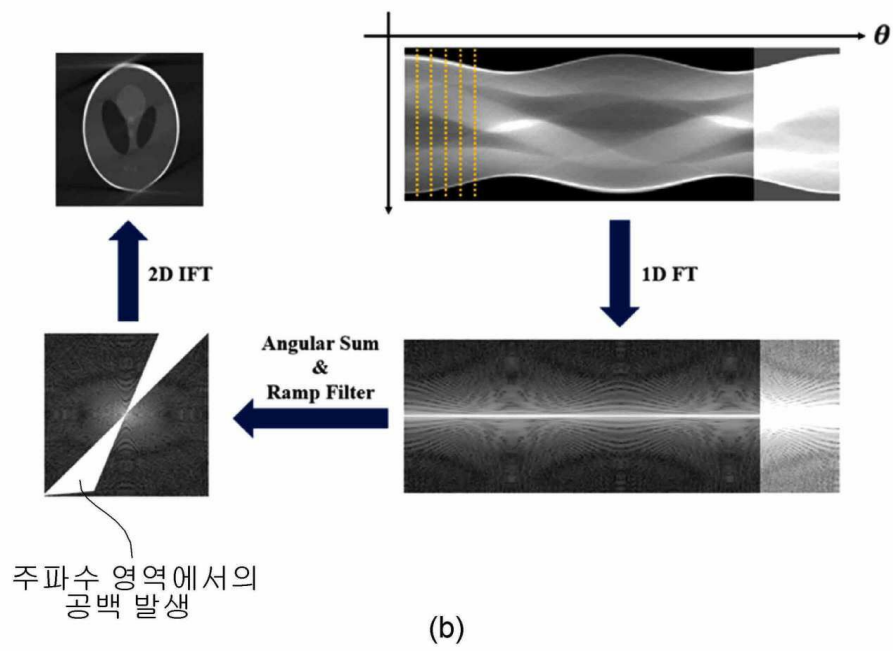 θ
2D IFT
1D FT
Angular Sum
&
Ramp Filter
주파수 영역에서의
공백 발생
(b)